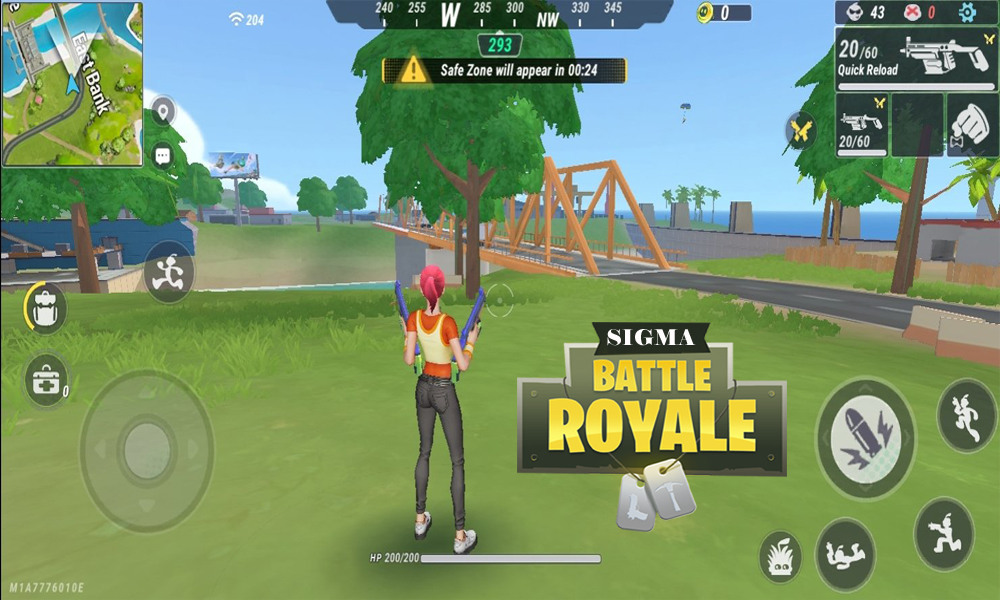 204
240 255 W 285 300 NW 330 345
293
Safe Zone will appear in 00:24
0
43 0
20/60
Quick Reload
20/60
East Bank
0
SIGMA
BATTLE
ROYALE
HP 200/200
M1A7776010E